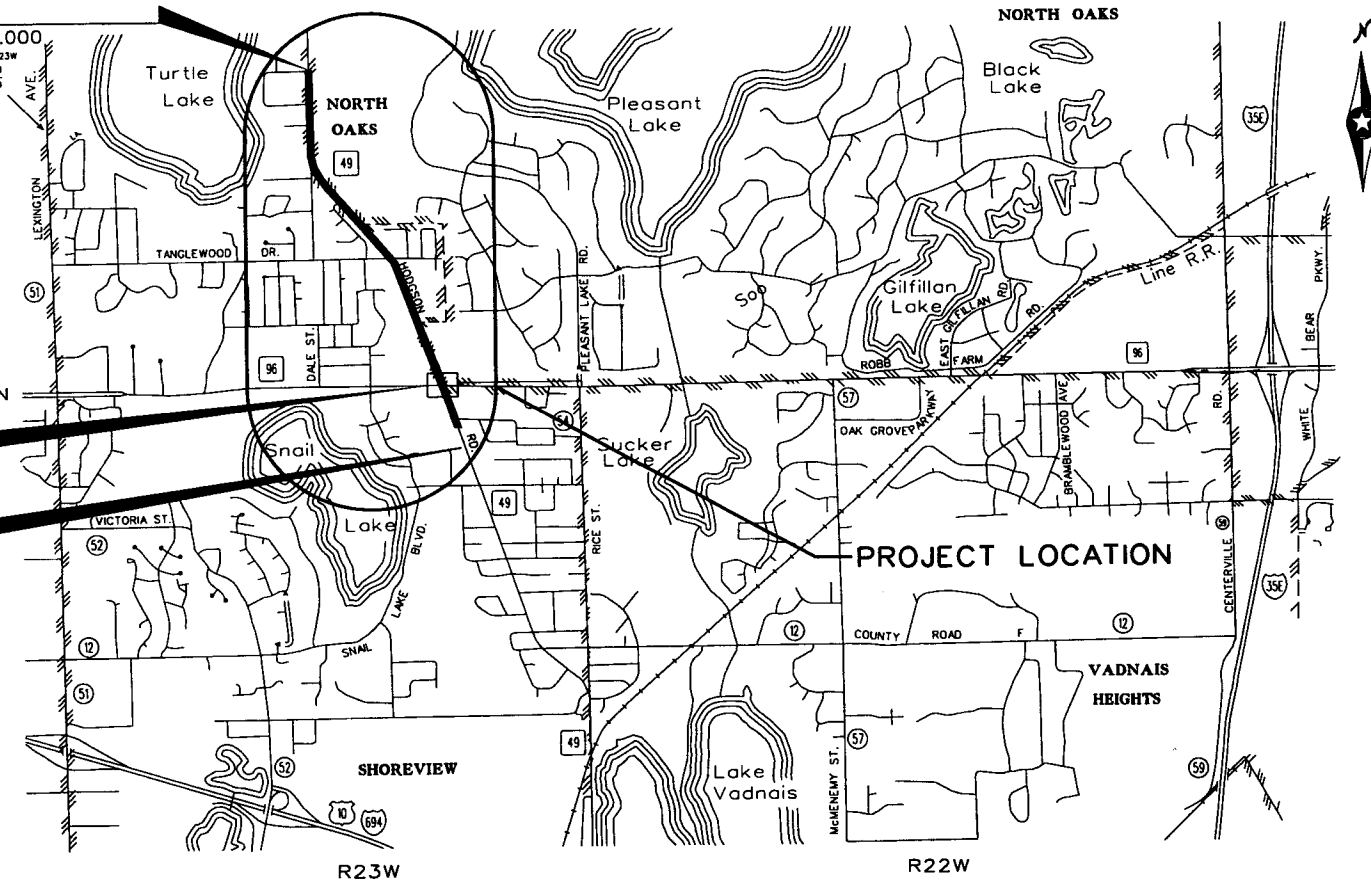 NORTH OAKS
N
.000
23W
AVE.
LEXINGTON
Turtle
Lake
NORTH
OAKS
49
Pleasant
Lake
Black
Lake
35E
TANGLEWOOD DR.
HODGSON
PLEASANT LAKE RD.
Soo
Line R.R.
Gilfillan
Lake
EAST GILFILLAN RD.
ROBB FARM RD.
BEAR PKWY.
51
96
DALE ST.
96
N
57
OAK GROVE PARKWAY
BRAMBLEWOOD AVE
RD.
WHITE
Snail
Lake
RD.
54
Sucker
Lake
49
RICE ST.
VICTORIA ST.
52
BLVD.
LAKE
SNAIL
PROJECT LOCATION
59
CENTERVILLE
35E
12
12
COUNTY ROAD F
12
51
VADNAIS
HEIGHTS
49
57
McMENEMY ST.
52
SHOREVIEW
Lake
Vadnais
59
10
694
R23W
R22W